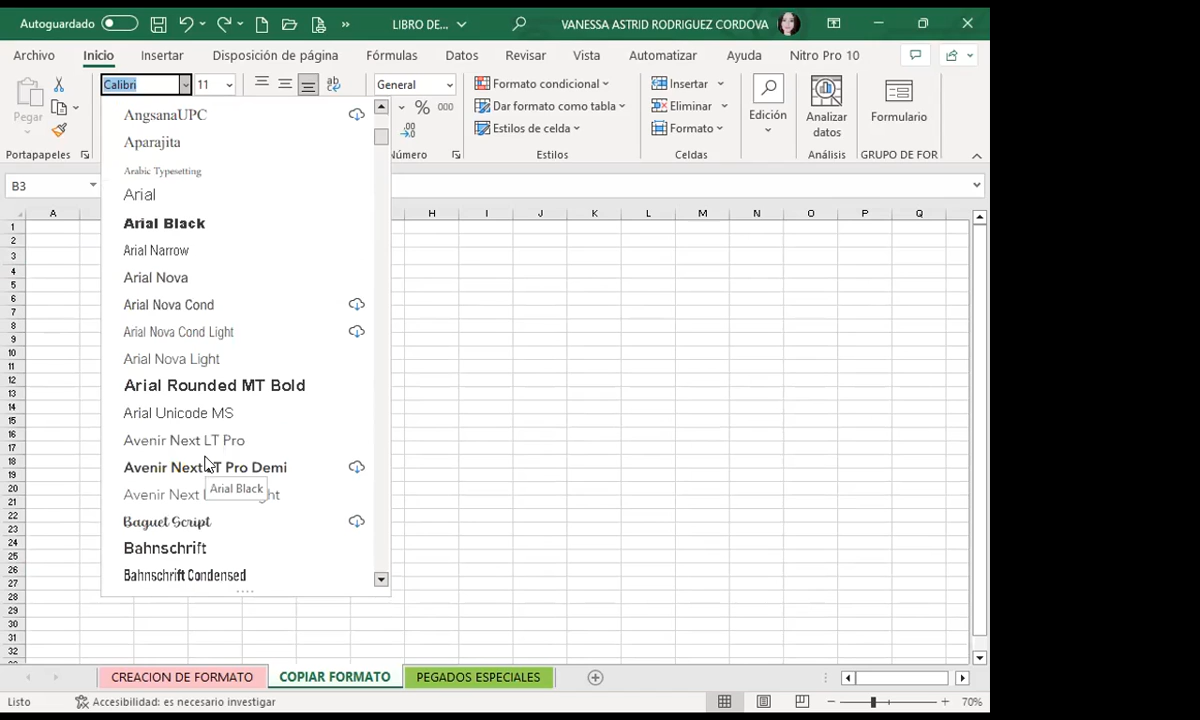 Autoguardado LIBRO DE... VANESSA ASTRID RODRIGUEZ CORDOVA
Archivo Inicio Insertar Disposición de página Fórmulas Datos Revisar Vista Automatizar Ayuda Nitro Pro 10
Pegar
Portapapeles
Calibri 11
General
% 000
Número
Formato condicional
Dar formato como tabla
Estilos de celda
Estilos
Insertar
Eliminar
Formato
Celdas
Edición
Analizar
datos
Análisis
Formulario
GRUPO DE FOR
B3
AngsanaUPC
Aparajita
Arabic Typesetting
Arial
Arial Black
Arial Narrow
Arial Nova
Arial Nova Cond
Arial Nova Cond Light
Arial Nova Light
Arial Rounded MT Bold
Arial Unicode MS
Avenir Next LT Pro
Avenir Next LT Pro Demi
Arial Black
Avenir Next
Baguet Script
Bahnschrift
Bahnschrift Condensed
A H I J K L M N O P Q
1
2
3
4
5
6
7
8
9
10
11
12
13
14
15
16
17
18
19
20
21
22
23
24
25
26
27
28
29
30
31
32
CREACION DE FORMATO COPIAR FORMATO PEGADOS ESPECIALES
Listo Accesibilidad: es necesario investigar 70%